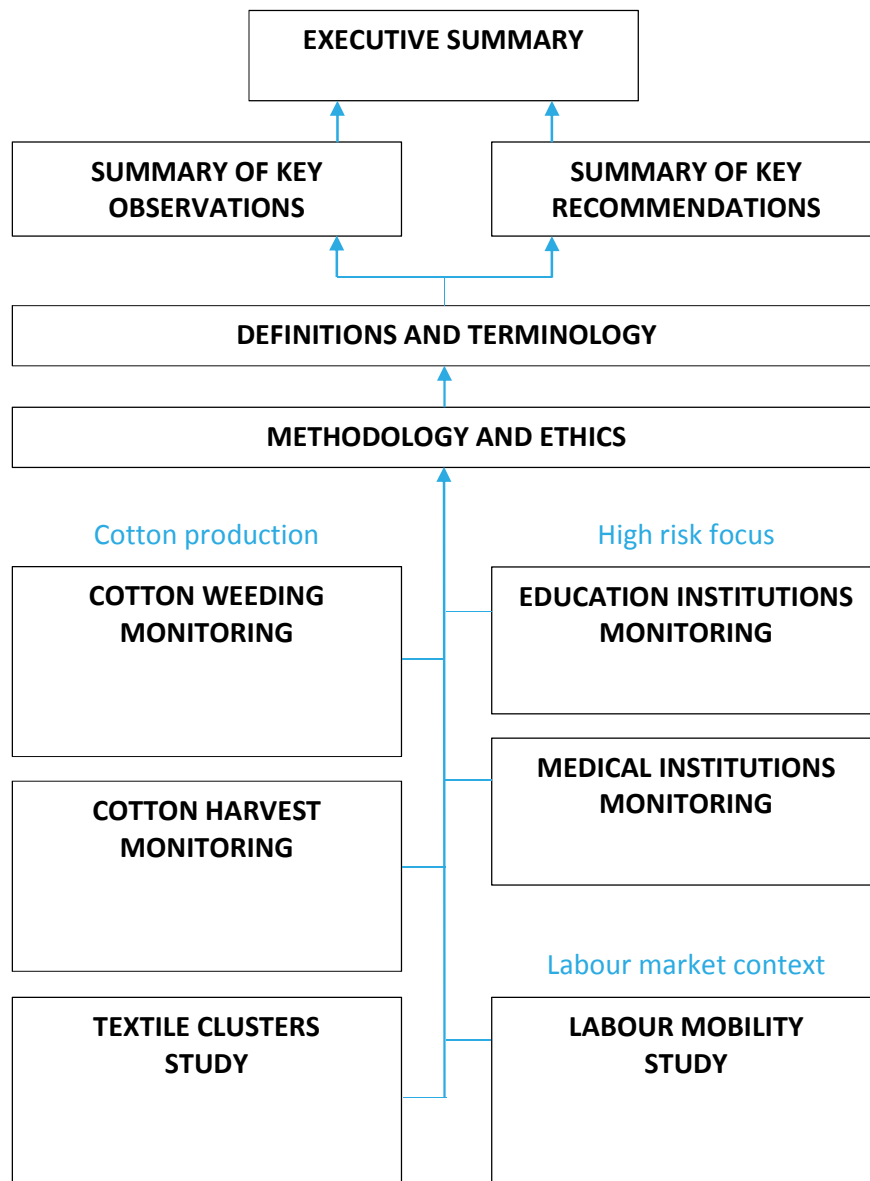 EXECUTIVE SUMMARY
SUMMARY OF KEY
OBSERVATIONS
SUMMARY OF KEY
RECOMMENDATIONS
DEFINITIONS AND TERMINOLOGY
METHODOLOGY AND ETHICS
Cotton production
COTTON WEEDING
MONITORING
COTTON HARVEST
MONITORING
TEXTILE CLUSTERS
STUDY
High risk focus
EDUCATION INSTITUTIONS
MONITORING
MEDICAL INSTITUTIONS
MONITORING
Labour market context
LABOUR MOBILITY
STUDY